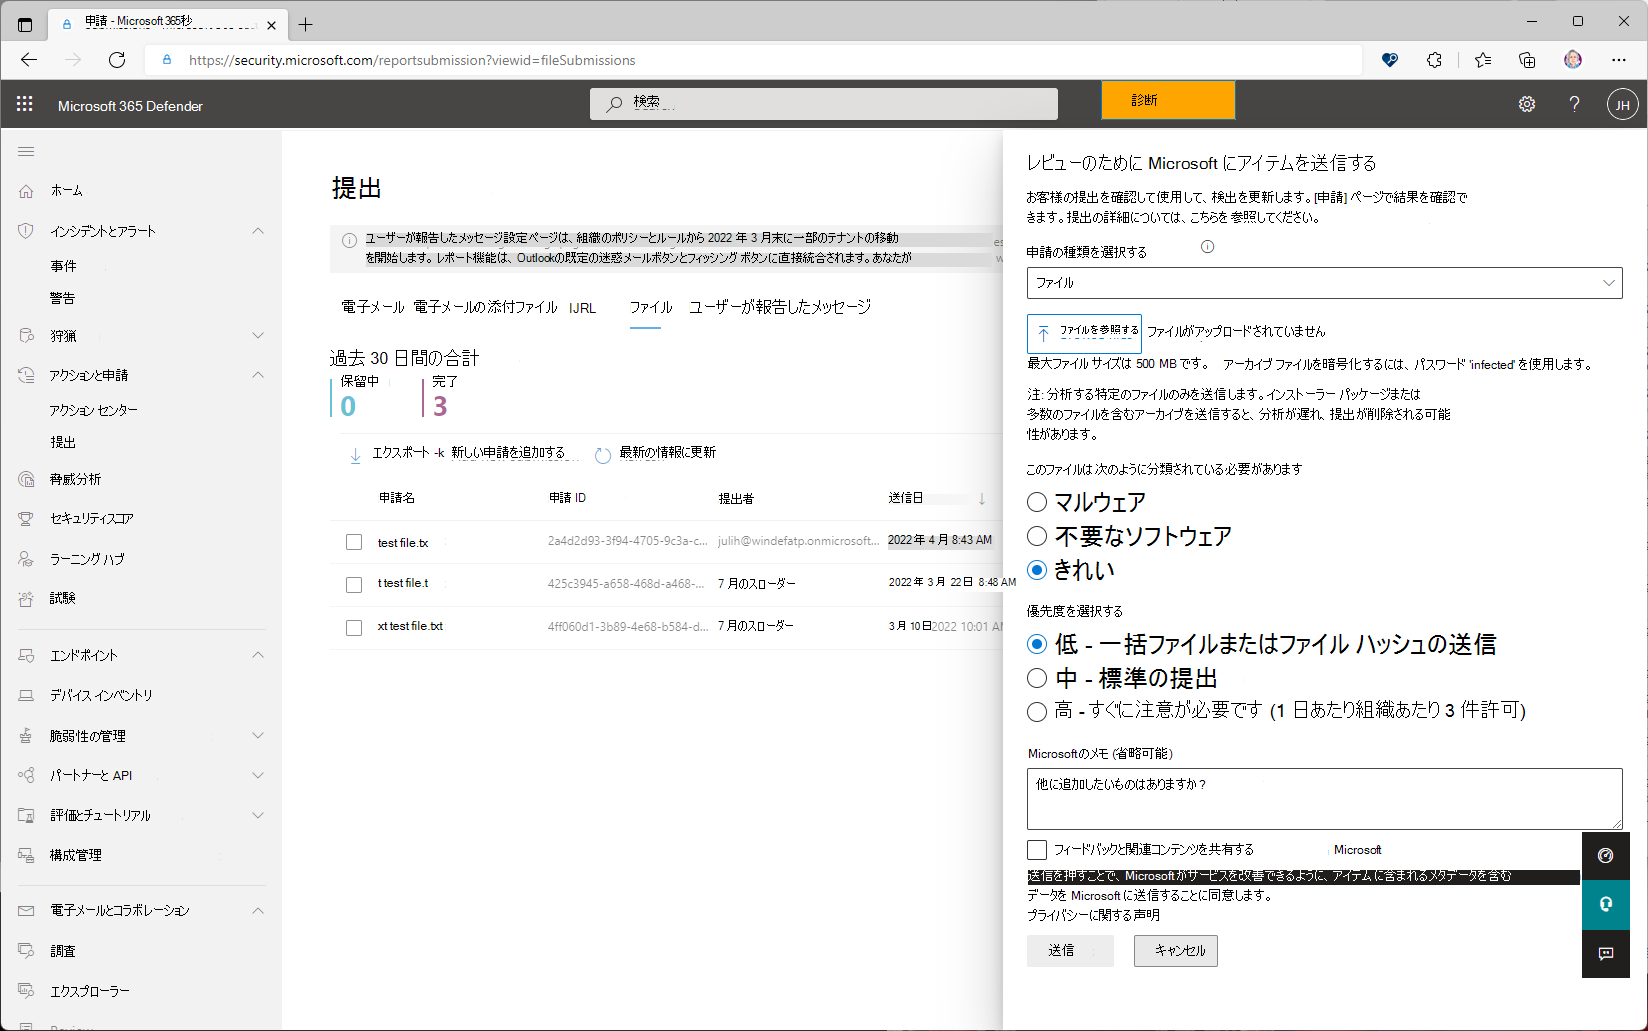 申請 - Microsoft 365秒
https://security.microsoft.com/reportsubmission?viewid=fileSubmissions
Microsoft 365 Defender
検索
診断
JH
ホーム
インシデントとアラート
事件
警告
狩猟
アクションと申請
アクション センター
提出
脅威分析
セキュリティスコア
ラーニング ハブ
試験
エンドポイント
デバイス インベントリ
脆弱性の管理
パートナーと API
評価とチュートリアル
構成管理
電子メールとコラボレーション
調査
エクスプローラー
Review
提出
ユーザーが報告したメッセージ設定ページは、組織のポリシーとルールから 2022 年 3 月末に一部のテナントの移動
を開始します。レポート機能は、Outlookの既定の迷惑メールボタンとフィッシング ボタンに直接統合されます。あなたが
電子メール 電子メールの添付ファイル IJRL ファイル ユーザーが報告したメッセージ
過去 30 日間の合計
保留中 完了
0 3
エクスポート -k 新しい申請を追加する 最新の情報に更新
申請名 申請 ID 提出者 送信日
test file.tx 2a4d2d93-3f94-4705-9c3a-c... julih@windefatp.onmicrosoft... 2022 年 4 月 8:43 AM
t test file.t 425c3945-a658-468d-a468-... 7 月のスローダー 2022 年 3 月 22日 8:48 AM
xt test file.txt 4ff060d1-3b89-4e68-b584-d... 7 月のスローダー 3 月 10 日2022 10:01 AM
レビューのために Microsoft にアイテムを送信する
お客様の提出を確認して使用して、検出を更新します。[申請] ページで結果を確認で
きます。提出の詳細については、こちらを 参照してください。
申請の種類を選択する
ファイル
ファイルを参照する ファイルがアップロードされていません
最大ファイル サイズは 500 MB です。 アーカイブ ファイルを暗号化するには、パスワード 'infected' を使用します。
注: 分析する特定のファイルのみを送信します。インストーラー パッケージまたは
多数のファイルを含むアーカイブを送信すると、分析が遅れ、提出が削除される可能
性があります。
このファイルは次のように分類されている必要があります
マルウェア
不要なソフトウェア
きれい
優先度を選択する
低 - 一括ファイルまたはファイル ハッシュの送信
中 - 標準の提出
高 - すぐに注意が必要です (1 日あたり組織あたり 3 件許可)
Microsoftのメモ (省略可能)
他に追加したいものはありますか?
フィードバックと関連コンテンツを共有する Microsoft
送信を押すことで、Microsoftがサービスを改善できるように、アイテムに含まれるメタデータを含む
データを Microsoft に送信することに同意します。
プライバシーに関する声明
送信 キャンセル